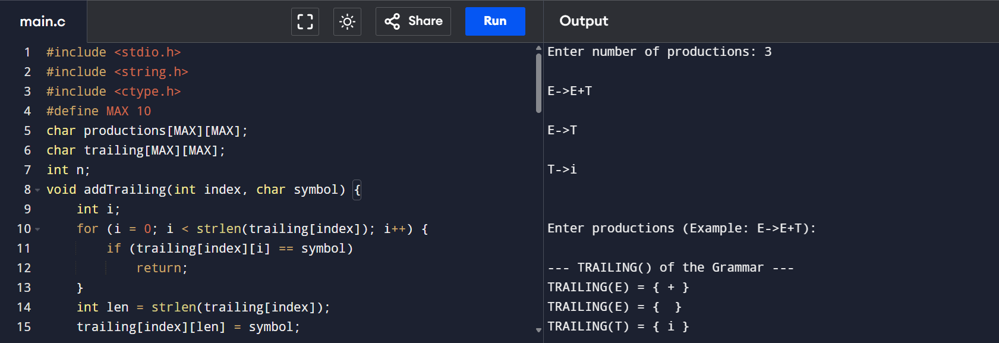 main.c
Share
Run
Output
1 #include <stdio.h>
2 #include <string.h>
3 #include <ctype.h>
4 #define MAX 10
5 char productions[MAX][MAX];
6 char trailing[MAX][MAX];
7 int n;
8 void addTrailing(int index, char symbol) {
9     int i;
10     for (i = 0; i < strlen(trailing[index]); i++) {
11         if (trailing[index][i] == symbol)
12             return;
13     }
14     int len = strlen(trailing[index]);
15     trailing[index][len] = symbol;
Enter number of productions: 3
E->E+T
E->T
T->i
Enter productions (Example: E->E+T):
--- TRAILING() of the Grammar ---
TRAILING(E) = { + }
TRAILING(E) = {  }
TRAILING(T) = { i }